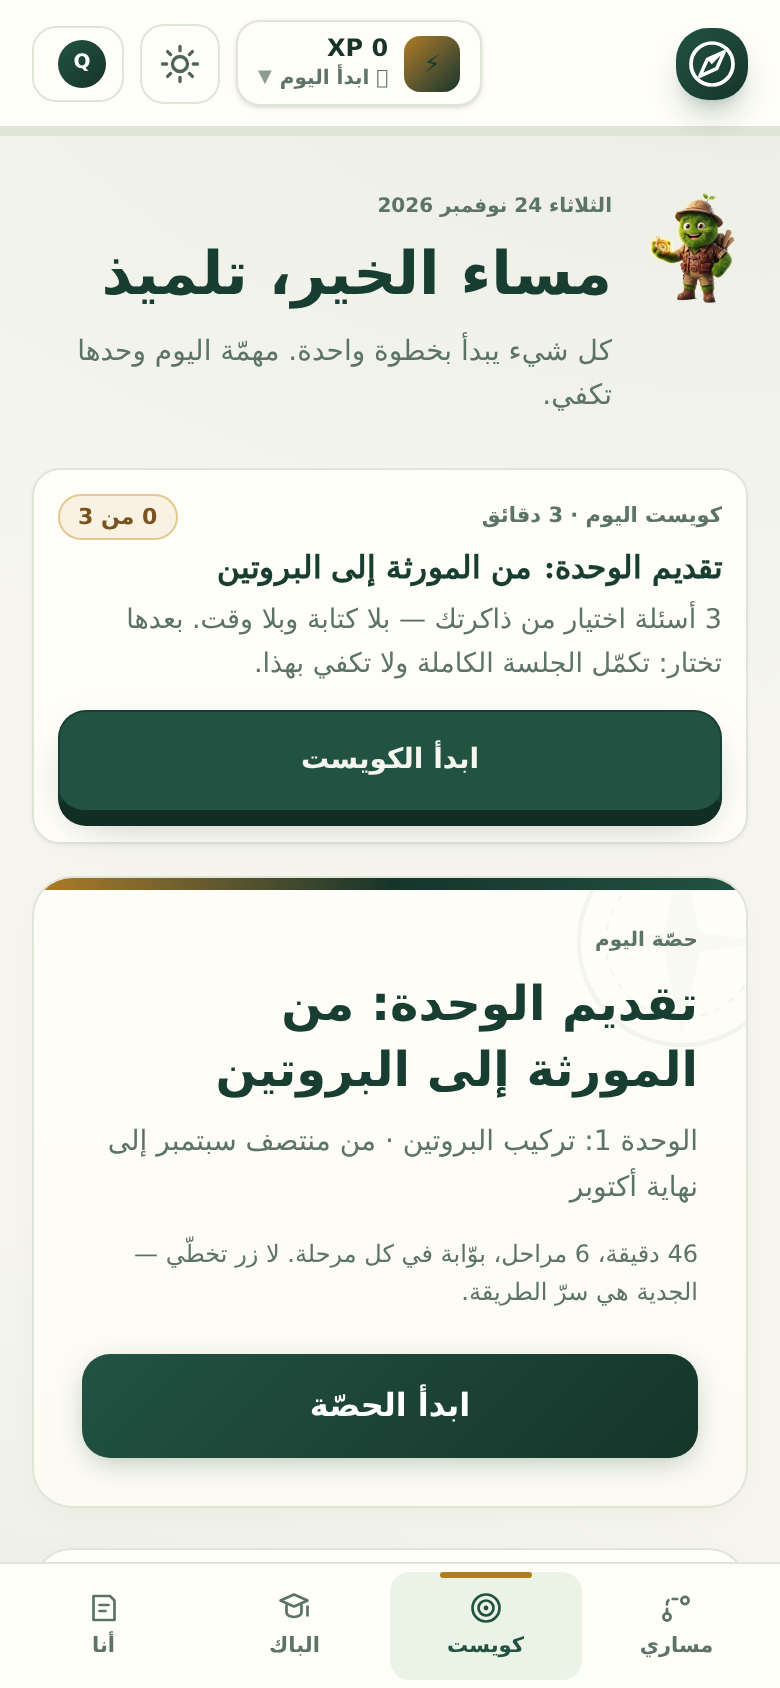 XP 0
ابدأ اليوم ▼
Q
الثلاثاء 24 نوفمبر 2026
مساء الخير، تلميذ
كل شيء يبدأ بخطوة واحدة. مهمّة اليوم وحدها
تكفي.
كويست اليوم · 3 دقائق
0 من 3
تقديم الوحدة: من المورثة إلى البروتين
3 أسئلة اختيار من ذاكرتك — بلا كتابة وبلا وقت. بعدها
تختار: تكمّل الجلسة الكاملة ولا تكفي بهذا.
ابدأ الكويست
حصّة اليوم
تقديم الوحدة: من
المورثة إلى البروتين
الوحدة 1: تركيب البروتين · من منتصف سبتمبر إلى
نهاية أكتوبر
46 دقيقة، 6 مراحل، بوّابة في كل مرحلة. لا زر تخطّي —
الجدية هي سرّ الطريقة.
ابدأ الحصّة
مساري
كويست
الباك
أنا